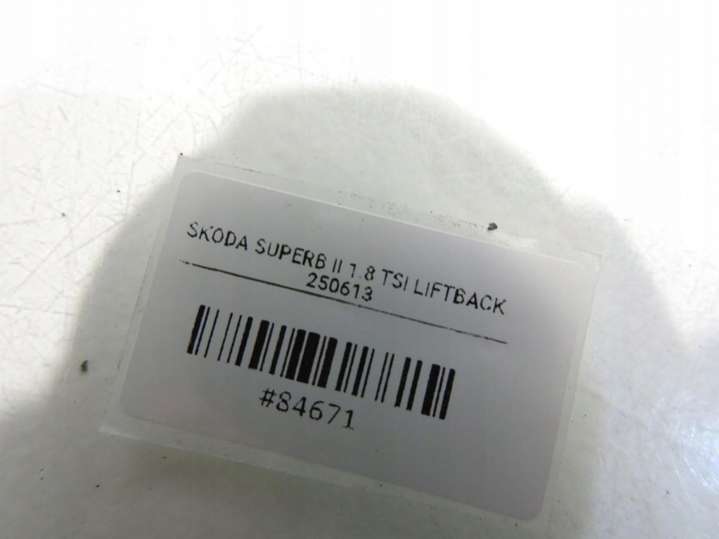 SKODA SUPERB II 1.8 TSI LIFTBACK
250613
#84671